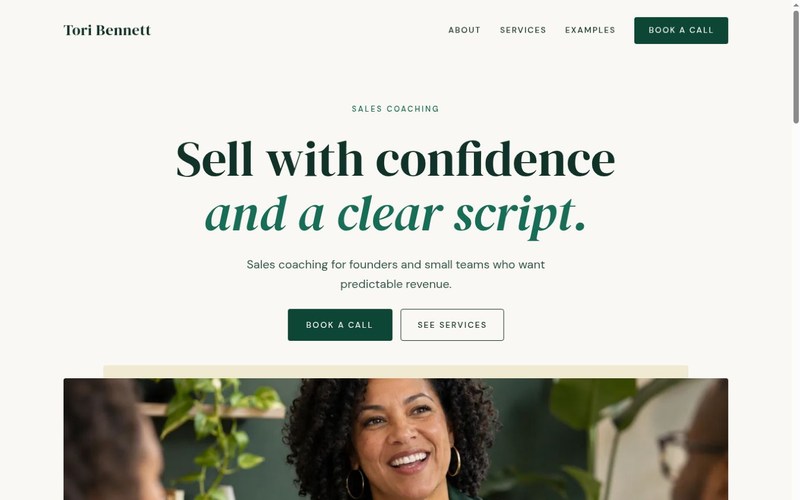 Tori Bennett
ABOUT
SERVICES
EXAMPLES
BOOK A CALL
SALES COACHING
Sell with confidence
and a clear script.
Sales coaching for founders and small teams who want
predictable revenue.
BOOK A CALL
SEE SERVICES